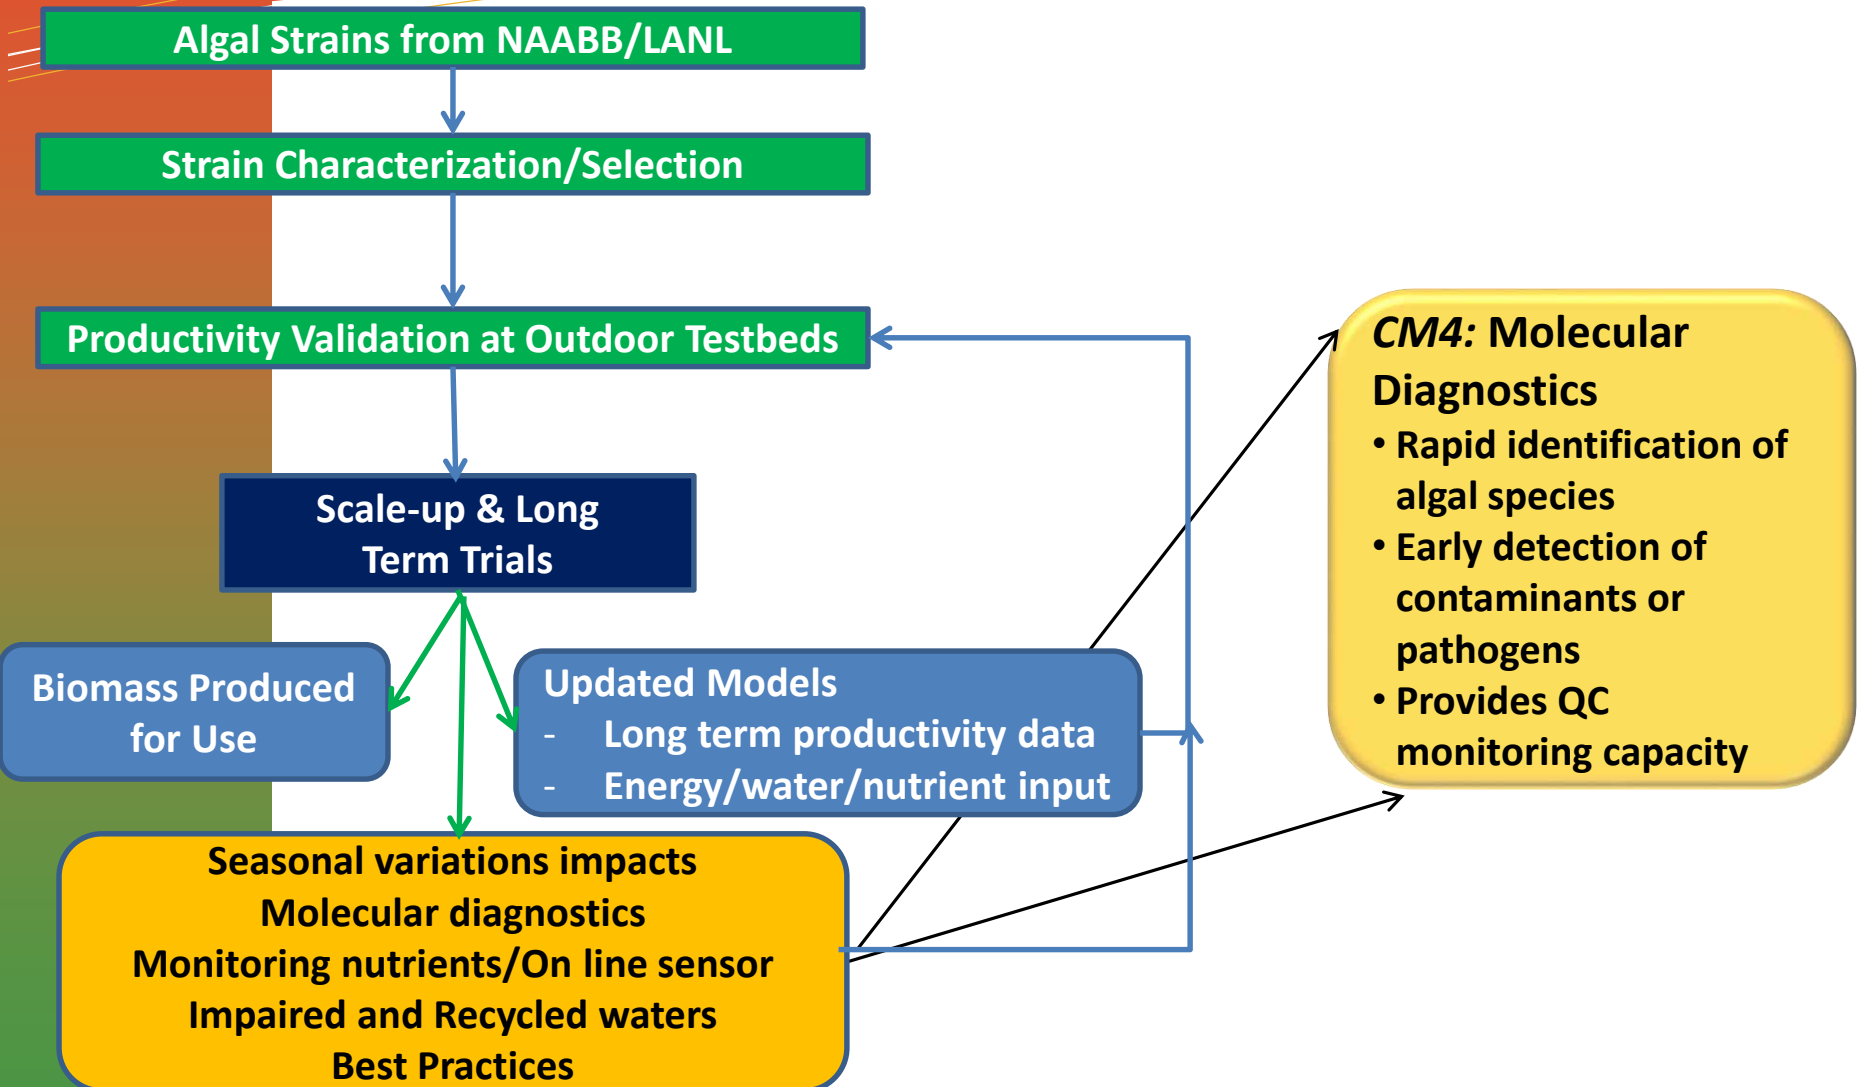 Algal Strains from NAABB/LANL
Strain Characterization/Selection
Productivity Validation at Outdoor Testbeds
Scale-up & Long
Term Trials
Biomass Produced
for Use
Updated Models
- Long term productivity data
- Energy/water/nutrient input
Seasonal variations impacts
Molecular diagnostics
Monitoring nutrients/On line sensor
Impaired and Recycled waters
Best Practices
CM4: Molecular
Diagnostics
• Rapid identification of
algal species
• Early detection of
contaminants or
pathogens
• Provides QC
monitoring capacity